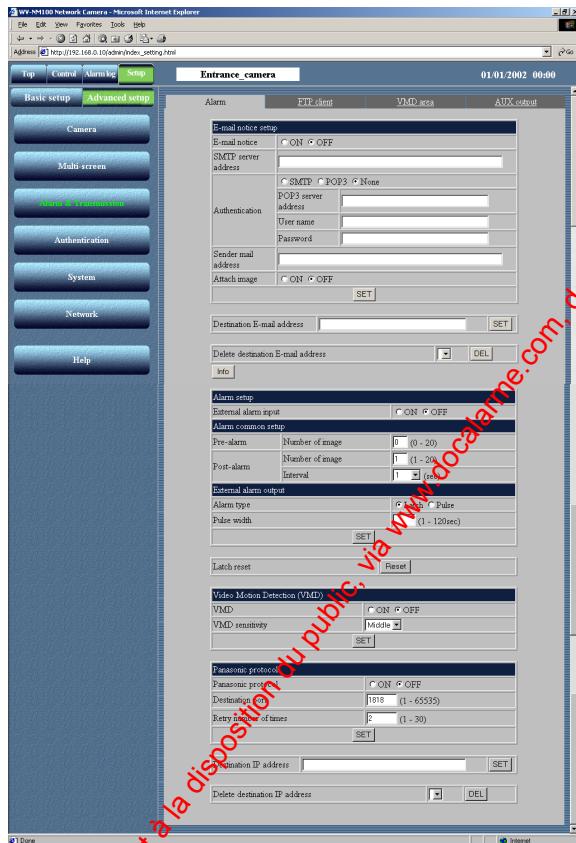 WV-NM100 Network Camera - Microsoft Internet Explorer
File Edit View Favorites Tools Help
Address http://192.168.0.10/admin/index_setting.html
Go
Top Control Alarm log Setup
Entrance_camera
01/01/2002 00:00
Basic setup Advanced setup
Camera
Multi-screen
Alarm & Transmission
Authentication
System
Network
Help
Alarm FTP client VMD area AUX output
E-mail notice setup
E-mail notice ON OFF
SMTP server address
Authentication SMTP POP3 None
POP3 server address
User name
Password
Sender mail address
Attach image ON OFF
SET
Destination E-mail address SET
Delete destination E-mail address DEL
Info
Alarm setup
External alarm input ON OFF
Alarm common setup
Pre-alarm Number of image 0 (0 - 20)
Post-alarm Number of image 1 (1 - 20)
Interval 1 (sec)
External alarm output
Alarm type Latch Pulse
Pulse width (1 - 120sec)
SET
Latch reset Reset
Video Motion Detection (VMD)
VMD ON OFF
VMD sensitivity Middle
SET
Panasonic protocol
Panasonic protocol ON OFF
Destination port 1818 (1 - 65535)
Retry number of times 2 (1 - 30)
SET
Destination IP address SET
Delete destination IP address DEL
Done Internet
à la disposition du public, via www.docalarme.com, d